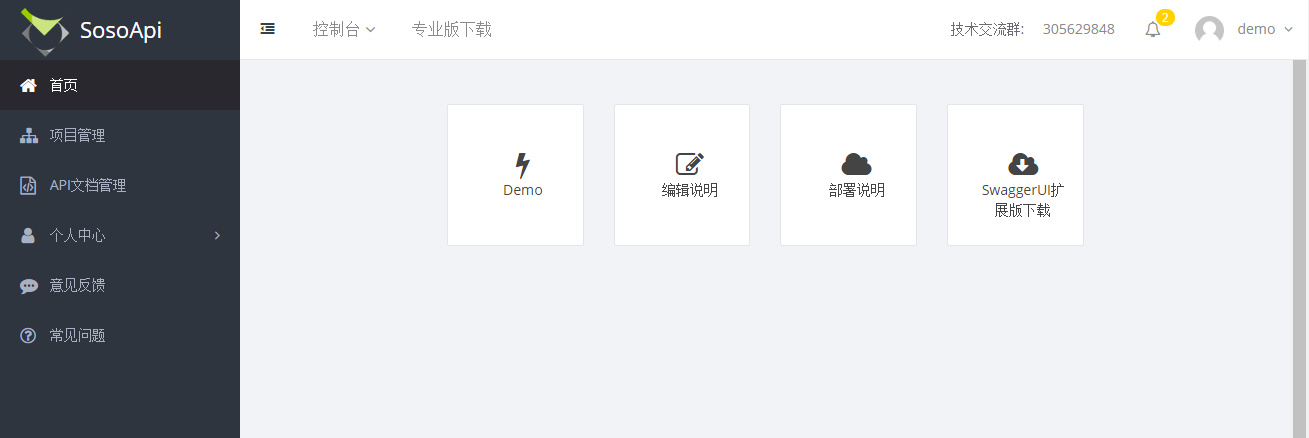 SosoApi
控制台
专业版下载
技术交流群: 305629848
2
demo
首页
项目管理
API文档管理
个人中心
意见反馈
常见问题
Demo
编辑说明
部署说明
SwaggerUI扩
展版下载